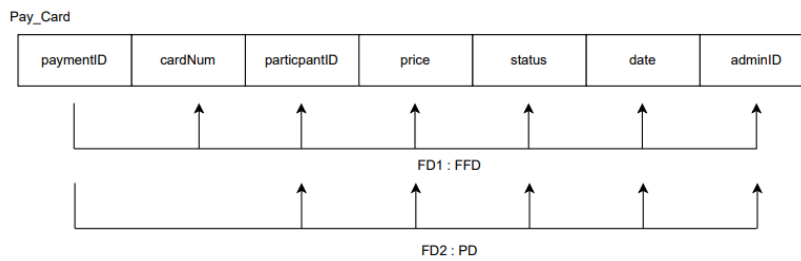 Pay_Card
paymentID cardNum particpantID price status date adminID
FD1 : FFD
FD2 : PD